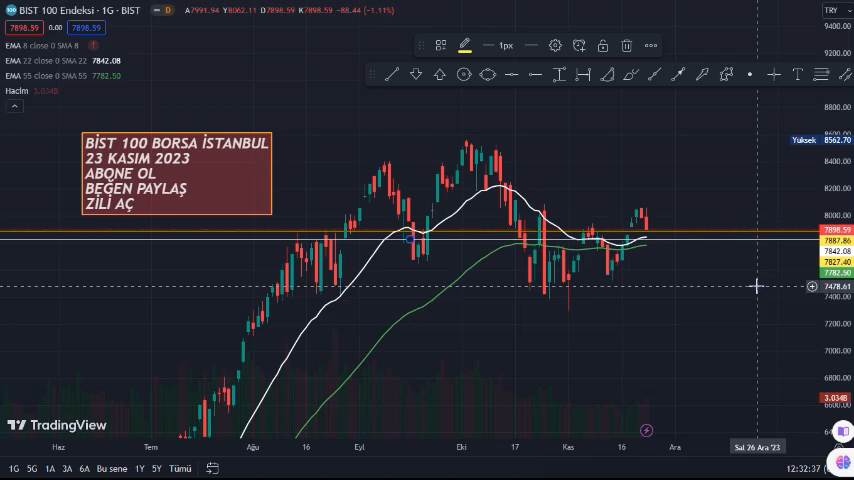 BIST 100 Endeksi · 1G · BIST
D
A7991.94 Y8062.11 D7898.59 K7898.59 −88.44 (−1.11%)
TRY
7898.59 0.00 7898.59
EMA 8 close 0 SMA 8
EMA 22 close 0 SMA 22 7842.08
EMA 55 close 0 SMA 55 7782.50
Hacim 3.034B
1px
T
9400.00
9200.00
8800.00
Yüksek 8562.70
8400.00
8200.00
8000.00
7898.59
7887.86
7842.08
7827.40
7782.50
7478.61
7400.00
7200.00
7000.00
6800.00
3.034B
6600.00
BİST 100 BORSA İSTANBUL
23 KASIM 2023
ABONE OL
BEĞEN PAYLAŞ
ZİLİ AÇ
TradingView
Haz Tem Ağu 16 Eyl Eki 17 Kas 16 Ara Sal 26 Ara '23
1G 5G 1A 3A 6A Bu sene 1Y 5Y Tümü
12:32:37